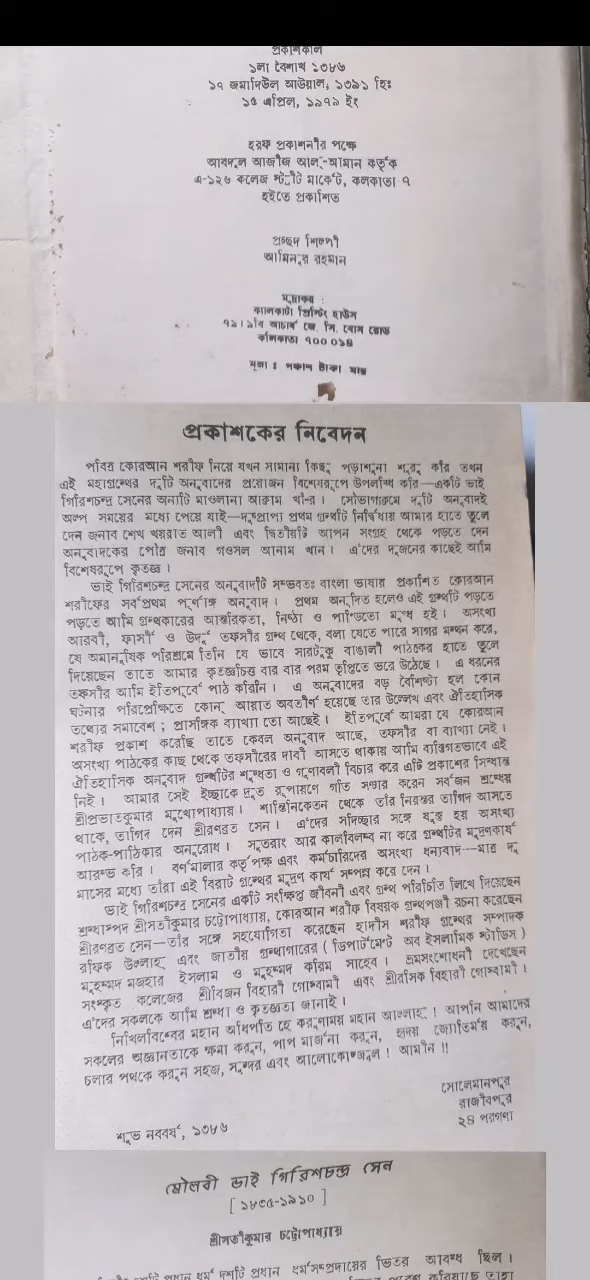 প্রকাশকাল
১লা বৈশাখ ১৩৮৬
১৭ জমাদিউল আউয়াল, ১৩৯১ হিঃ
১৫ এপ্রিল, ১৯৭৯ ইং
হরফ প্রকাশনীর পক্ষে
আবদুল আজীজ আল্-আমান কর্তৃক
এ-১২৬ কলেজ স্ট্রীট মার্কেট, কলকাতা ৭
হইতে প্রকাশিত
প্রচ্ছদ শিল্পী
আমিনুর রহমান
মুদ্রাকর :
ক্যালকাটা প্রিন্টিং হাউস
৭১।১বি আচার্য জে. সি. বোস রোড
কলিকাতা ৭০০ ০১৪
মূল্য : পঞ্চাশ টাকা মাত্র
প্রকাশকের নিবেদন
পবিত্র কোরআন শরীফ নিয়ে যখন সামান্য কিছু পড়াশুনা শুরু করি তখন
এই মহাগ্রন্থের দুটি অনুবাদের প্রয়োজন বিশেষরূপে উপলব্ধি করি—একটি ভাই
গিরিশচন্দ্র সেনের অন্যটি মাওলানা আক্রাম খাঁ-র। সৌভাগ্যক্রমে দুটি অনুবাদই
অল্প সময়ের মধ্যে পেয়ে যাই—দুষ্প্রাপ্য প্রথম গ্রন্থটি নির্দ্বিধায় আমার হাতে তুলে
দেন জনাব শেখ খয়রাত আলী এবং দ্বিতীয়টি আপন সংগ্রহ থেকে পড়তে দেন
অনুবাদকের পৌত্র জনাব গওসল আনাম খান। এঁদের দুজনের কাছেই আমি
বিশেষরূপে কৃতজ্ঞ।
ভাই গিরিশচন্দ্র সেনের অনুবাদটি সম্ভবতঃ বাংলা ভাষায় প্রকাশিত কোরআন
শরীফের সর্বপ্রথম পূর্ণাঙ্গ অনুবাদ। প্রথম অনূদিত হলেও এই গ্রন্থটি পড়তে
পড়তে আমি গ্রন্থকারের আন্তরিকতা, নিষ্ঠা ও পাণ্ডিত্যে মুগ্ধ হই। অসংখ্য
আরবী, ফার্সী ও উর্দু তফসীর গ্রন্থ থেকে, বলা যেতে পারে সাগর মন্থন করে,
যে অমানুষিক পরিশ্রমে তিনি যে ভাবে সারটুকু বাঙালী পাঠকের হাতে তুলে
দিয়েছেন তাতে আমার কৃতজ্ঞচিত্ত বার বার পরম তৃপ্তিতে ভরে উঠেছে। এ ধরনের
তফসীর আমি ইতিপূর্বে পাঠ করিনি। এ অনুবাদের বড় বৈশিষ্ট্য হল কোন
ঘটনার পরিপ্রেক্ষিতে কোন্ আয়াত অবতীর্ণ হয়েছে তার উল্লেখ এবং ঐতিহাসিক
তথ্যের সমাবেশ; প্রাসঙ্গিক ব্যাখ্যা তো আছেই। ইতিপূর্বে আমরা যে কোরআন
শরীফ প্রকাশ করেছি তাতে কেবল অনুবাদ আছে, তফসীর বা ব্যাখ্যা নেই।
অসংখ্য পাঠকের কাছ থেকে তফসীরের দাবী আসতে থাকায় আমি ব্যক্তিগতভাবে এই
ঐতিহাসিক অনুবাদ গ্রন্থটির শুদ্ধতা ও গুণাবলী বিচার করে এটি প্রকাশের সিদ্ধান্ত
নিই। আমার সেই ইচ্ছাকে দ্রুত রূপায়ণে গতি সঞ্চার করেন সর্বজন শ্রদ্ধেয়
শ্রীপ্রভাতকুমার মুখোপাধ্যায়। শান্তিনিকেতন থেকে তাঁর নিরন্তর তাগিদ আসতে
থাকে, তাগিদ দেন শ্রীরণব্রত সেন। এঁদের সদিচ্ছার সঙ্গে যুক্ত হয় অসংখ্য
পাঠক-পাঠিকার অনুরোধ। সুতরাং আর কালবিলম্ব না করে গ্রন্থটির মুদ্রণকার্য
আরম্ভ করি। বর্ণমালার কর্তৃপক্ষ এবং কর্মচারিদের অসংখ্য ধন্যবাদ—মাত্র দু
মাসের মধ্যে তাঁরা এই বিরাট গ্রন্থের মুদ্রণ কার্য সম্পন্ন করে দেন।
ভাই গিরিশচন্দ্র সেনের একটি সংক্ষিপ্ত জীবনী এবং গ্রন্থ পরিচিতি লিখে দিয়েছেন
শ্রদ্ধাস্পদ শ্রীসতীকুমার চট্টোপাধ্যায়, কোরআন শরীফ বিষয়ক গ্রন্থপঞ্জী রচনা করেছেন
শ্রীরণব্রত সেন—তাঁর সঙ্গে সহযোগিতা করেছেন হাদীস শরীফ গ্রন্থের সম্পাদক
রফিক উল্লাহ্ এবং জাতীয় গ্রন্থাগারের ( ডিপার্টমেন্ট অব ইসলামিক স্টাডিস )
মুহম্মদ মজহার ইসলাম ও মুহম্মদ করিম সাহেব। ভ্রমসংশোধনী দেখেছেন
সংস্কৃত কলেজের শ্রীবিজন বিহারী গোস্বামী এবং শ্রীরসিক বিহারী গোস্বামী।
এঁদের সকলকে আমি শ্রদ্ধা ও কৃতজ্ঞতা জানাই।
নিখিলবিশ্বের মহান অধিপতি হে করুণাময় মহান আল্লাহ! আপনি আমাদের
সকলের অজ্ঞানতাকে ক্ষমা করুন, পাপ মার্জনা করুন, হৃদয় জ্যোতির্ময় করুন,
চলার পথকে করুন সহজ, সুন্দর এবং আলোকোজ্জ্বল! আমীন!!
সোলেমানপুর
রাজীবপুর
২৪ পরগণা
শুভ নববর্ষ, ১৩৮৬
মৌলবী ভাই গিরিশচন্দ্র সেন
[ ১৮৩৫-১৯১০ ]
শ্রীসতীকুমার চট্টোপাধ্যায়
প্রধান ধর্ম দশটি প্রধান ধর্মসম্প্রদায়ের ভিতর আবদ্ধ ছিল।